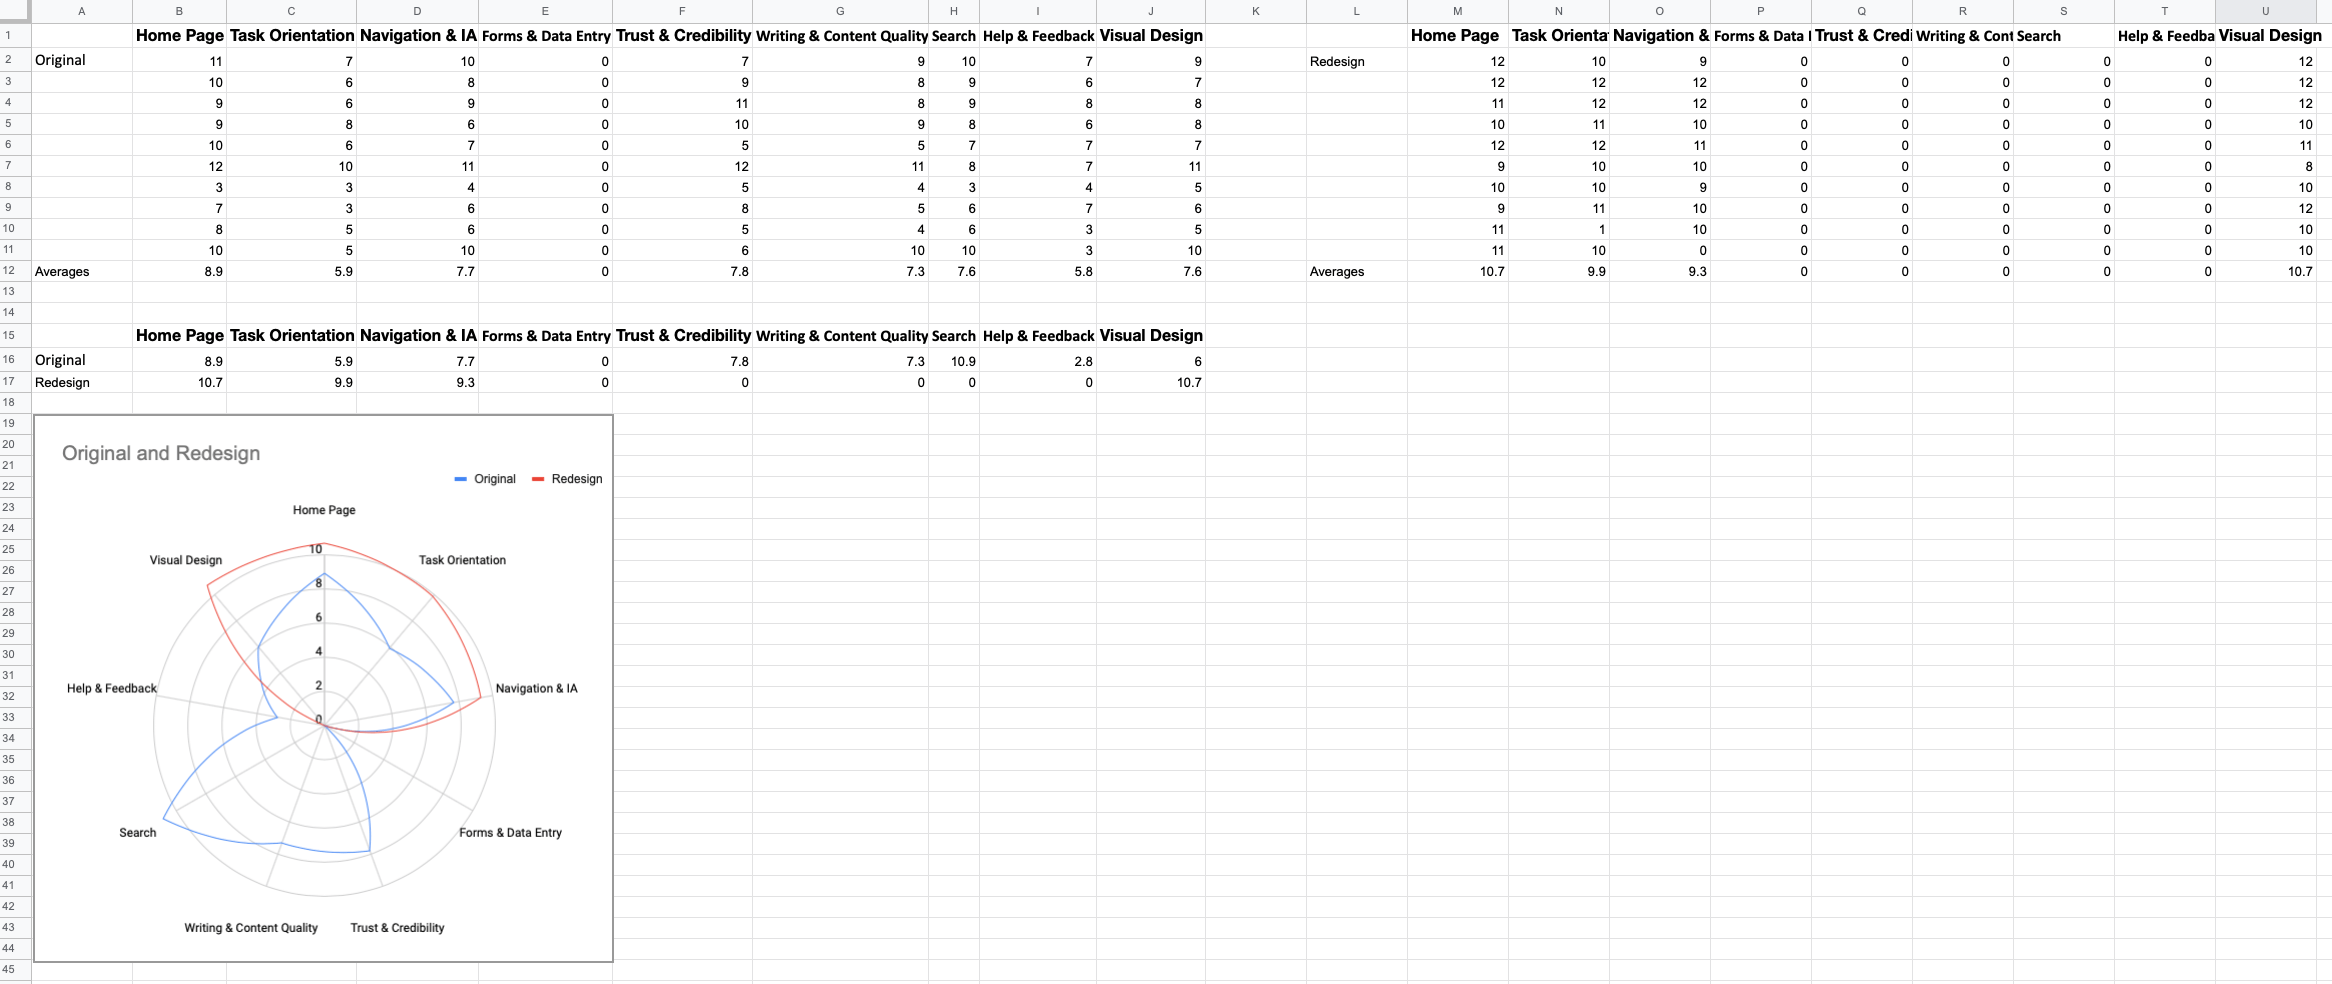 A B C D E F G H I J K L M N O P Q R S T U
1 Home Page Task Orientation Navigation & IA Forms & Data Entry Trust & Credibility Writing & Content Quality Search Help & Feedback Visual Design Home Page Task Orienta Navigation & Forms & Data I Trust & Credi Writing & Cont Search Help & Feedba Visual Design
2 Original 11 7 10 0 7 9 10 7 9 Redesign 12 10 9 0 0 0 0 0 12
3 10 6 8 0 9 8 9 6 7 12 12 12 0 0 0 0 0 12
4 9 6 9 0 11 8 9 8 8 11 12 12 0 0 0 0 0 12
5 9 8 6 0 10 9 8 6 8 10 11 10 0 0 0 0 0 10
6 10 6 7 0 5 5 7 7 7 12 12 11 0 0 0 0 0 11
7 12 10 11 0 12 11 8 7 11 9 10 10 0 0 0 0 0 8
8 3 3 4 0 5 4 3 4 5 10 10 9 0 0 0 0 0 10
9 7 3 6 0 8 5 6 7 6 9 11 10 0 0 0 0 0 12
10 8 5 6 0 5 4 6 3 5 11 1 10 0 0 0 0 0 10
11 10 5 10 0 6 10 10 3 10 11 10 0 0 0 0 0 0 10
12 Averages 8.9 5.9 7.7 0 7.8 7.3 7.6 5.8 7.6 Averages 10.7 9.9 9.3 0 0 0 0 0 10.7
13
14
15 Home Page Task Orientation Navigation & IA Forms & Data Entry Trust & Credibility Writing & Content Quality Search Help & Feedback Visual Design
16 Original 8.9 5.9 7.7 0 7.8 7.3 10.9 2.8 6
17 Redesign 10.7 9.9 9.3 0 0 0 0 0 10.7
18
19
20
21
22
23
24
25
26
27
28
29
30
31
32
33
34
35
36
37
38
39
40
41
42
43
44
45
Original and Redesign
Original Redesign
Home Page
10
Visual Design Task Orientation
8
6
4
2
Help & Feedback Navigation & IA
0
Search Forms & Data Entry
Writing & Content Quality Trust & Credibility